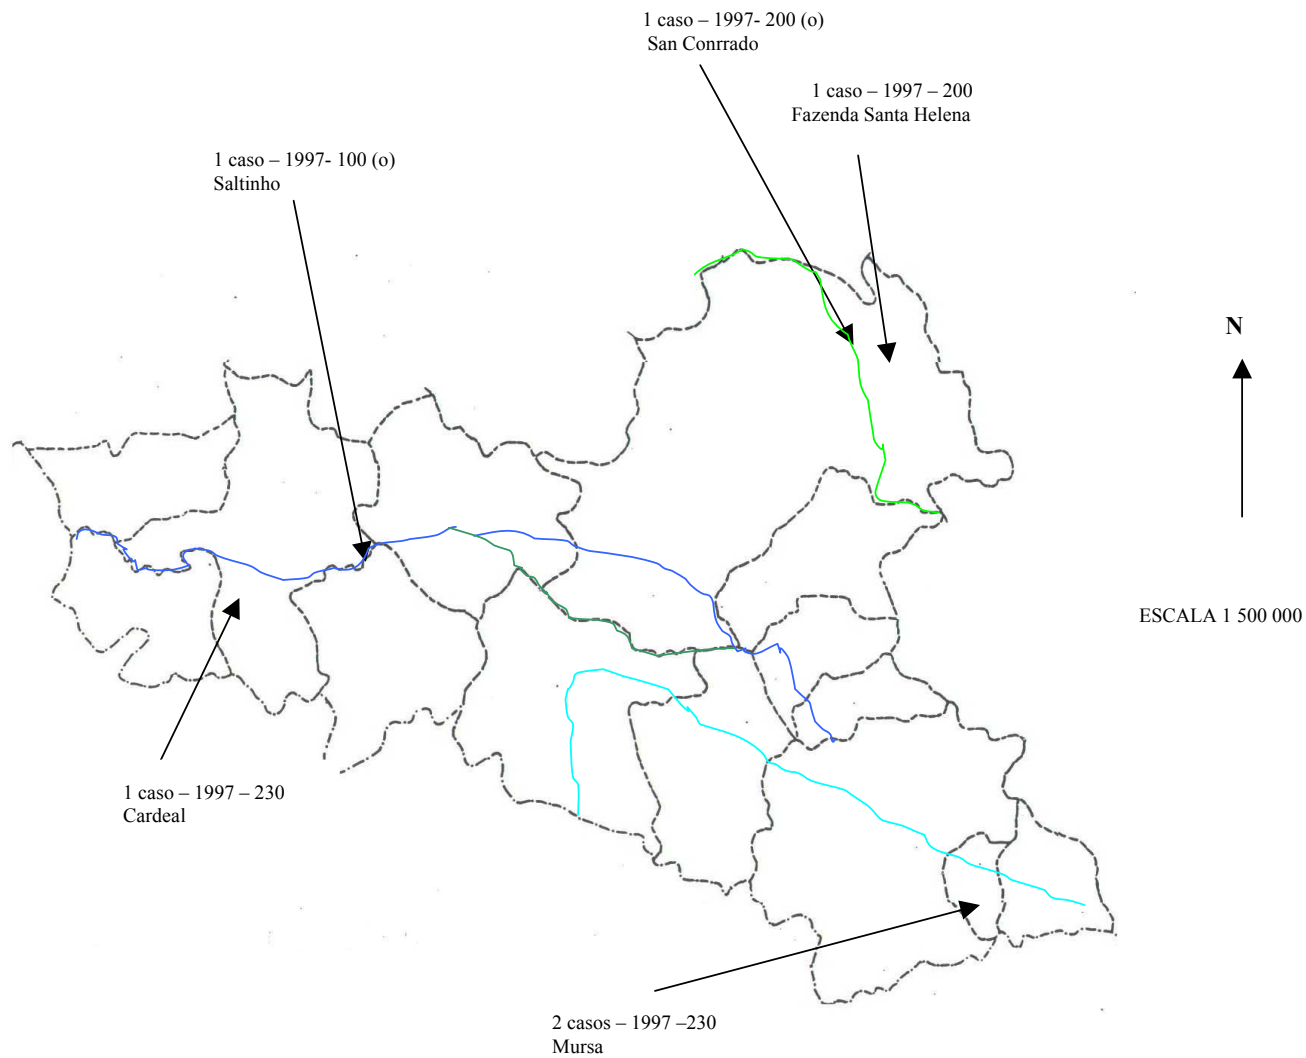 1 caso – 1997- 200 (o)
San Conrrado
1 caso – 1997 – 200
Fazenda Santa Helena
1 caso – 1997- 100 (o)
Saltinho
N
ESCALA 1 500 000
1 caso – 1997 – 230
Cardeal
2 casos – 1997 –230
Mursa